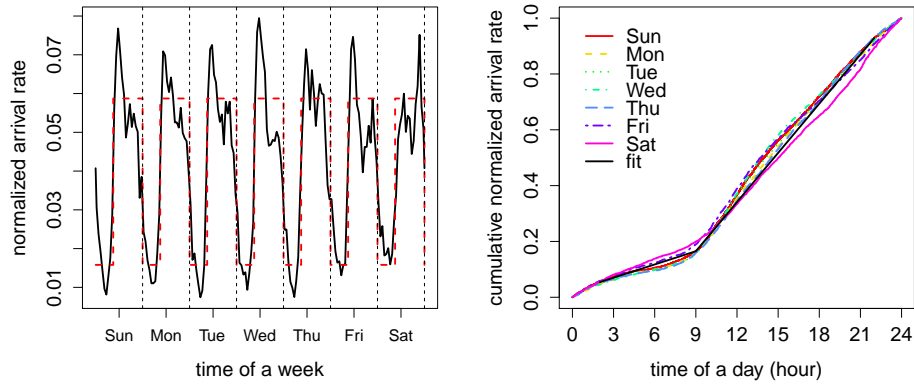 normalized arrival rate
0.07
0.05
0.03
0.01
Sun Mon Tue Wed Thu Fri Sat
time of a week
cumulative normalized arrival rate
1.0
0.8
0.6
0.4
0.2
0.0
Sun
Mon
Tue
Wed
Thu
Fri
Sat
fit
0 3 6 9 12 15 18 21 24
time of a day (hour)